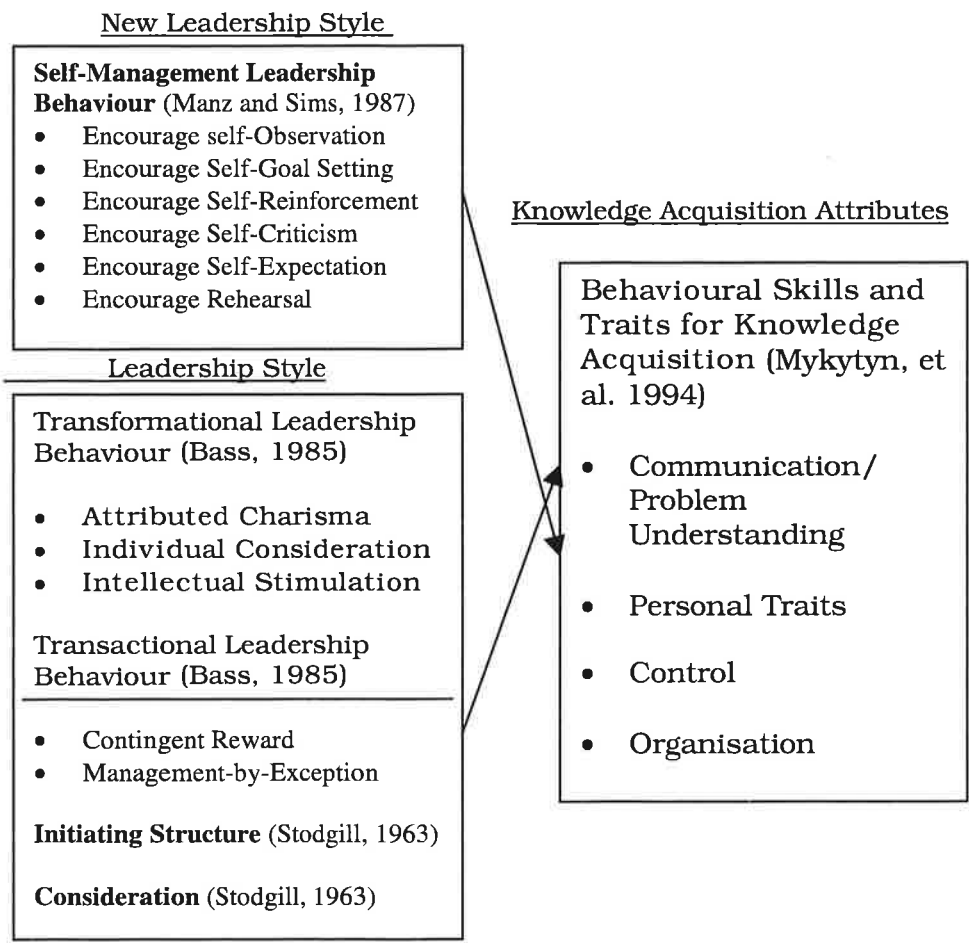 New Leadership Style
Self-Management Leadership
Behaviour (Manz and Sims, 1987)
• Encourage self-Observation
• Encourage Self-Goal Setting
• Encourage Self-Reinforcement
• Encourage Self-Criticism
• Encourage Self-Expectation
• Encourage Rehearsal
Leadership Style
Transformational Leadership
Behaviour (Bass, 1985)
• Attributed Charisma
• Individual Consideration
• Intellectual Stimulation
Transactional Leadership
Behaviour (Bass, 1985)
• Contingent Reward
• Management-by-Exception
Initiating Structure (Stodgill, 1963)
Consideration (Stodgill, 1963)
Knowledge Acquisition Attributes
Behavioural Skills and
Traits for Knowledge
Acquisition (Mykytyn, et
al. 1994)
• Communication/
Problem
Understanding
• Personal Traits
• Control
• Organisation